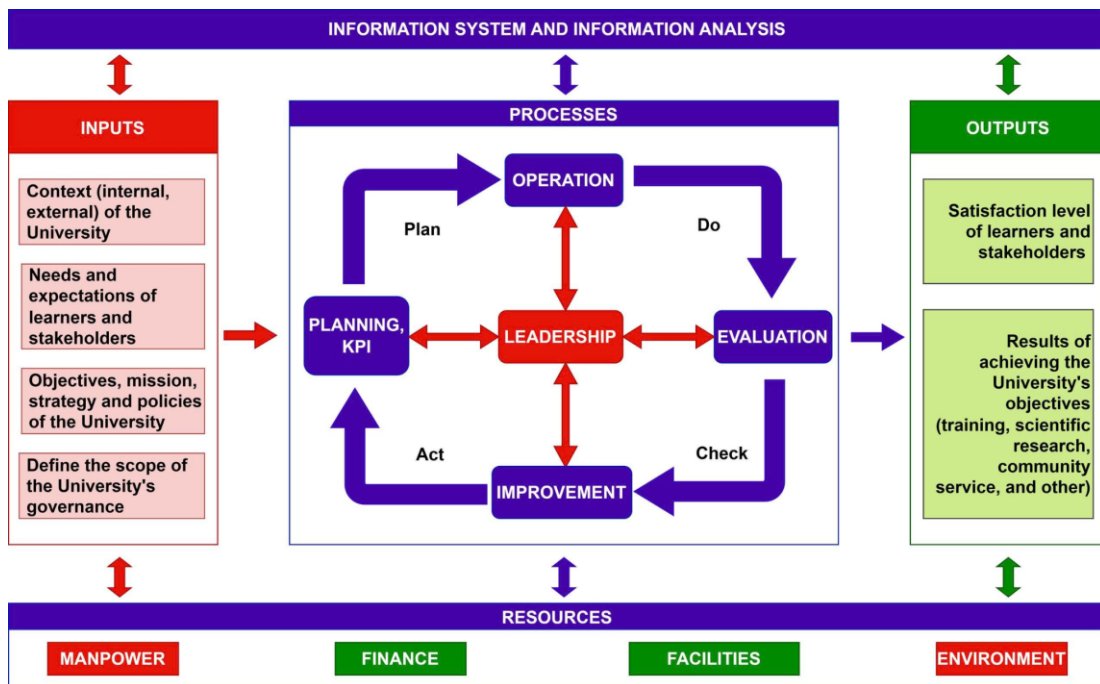 INFORMATION SYSTEM AND INFORMATION ANALYSIS
INPUTS
Context (internal,
external) of the
University
Needs and
expectations of
learners and
stakeholders
Objectives, mission,
strategy and policies
of the University
Define the scope of
the University's
governance
PROCESSES
OPERATION
Plan
Do
PLANNING,
KPI
LEADERSHIP
EVALUATION
Act
Check
IMPROVEMENT
OUTPUTS
Satisfaction level
of learners and
stakeholders
Results of
achieving the
University's
objectives
(training, scientific
research,
community
service, and other)
RESOURCES
MANPOWER
FINANCE
FACILITIES
ENVIRONMENT